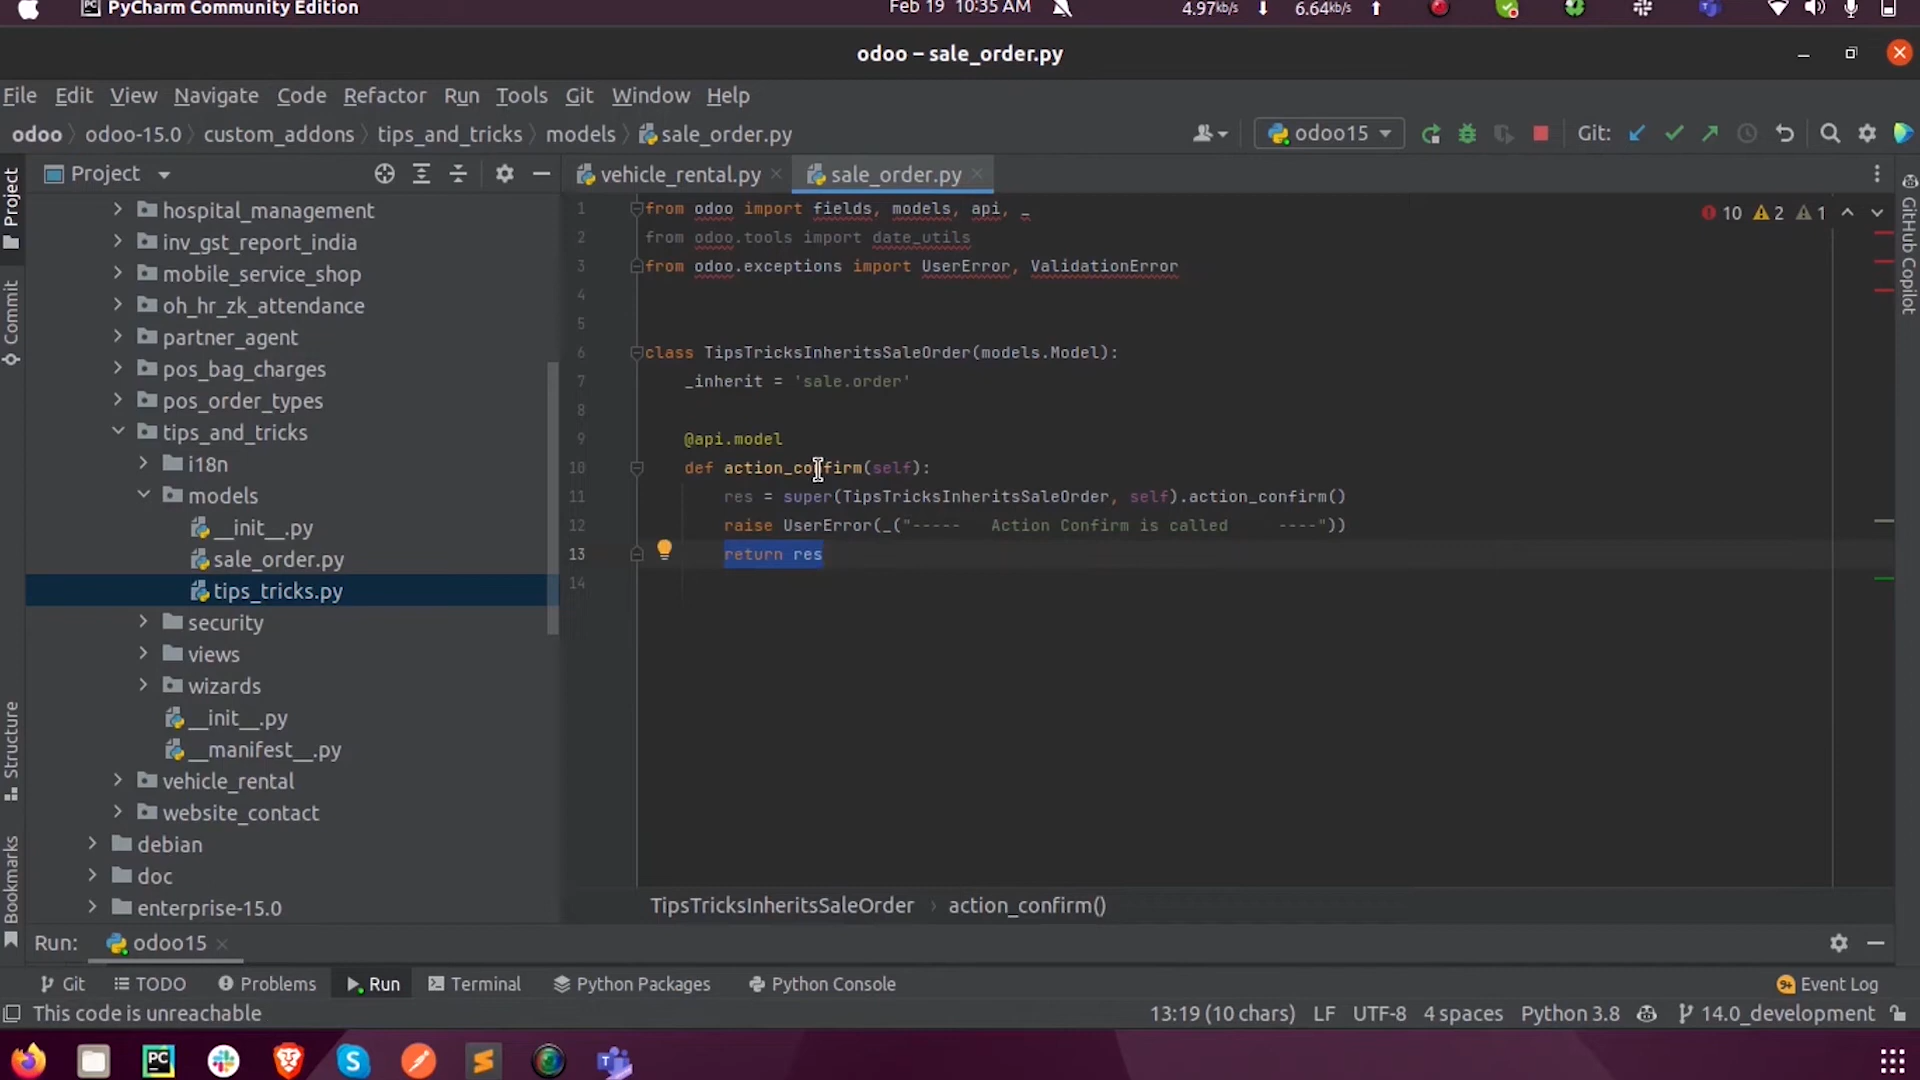 PyCharm Community Edition
Feb 19 10:35 AM
4.97kb/s 6.64kb/s
odoo – sale_order.py
File Edit View Navigate Code Refactor Run Tools Git Window Help
odoo odoo-15.0 custom_addons tips_and_tricks models sale_order.py
odoo15
Git:
Project
vehicle_rental.py
sale_order.py
Project
Commit
Structure
Bookmarks
hospital_management
inv_gst_report_india
mobile_service_shop
oh_hr_zk_attendance
partner_agent
pos_bag_charges
pos_order_types
tips_and_tricks
i18n
models
__init__.py
sale_order.py
tips_tricks.py
security
views
wizards
__init__.py
__manifest__.py
vehicle_rental
website_contact
debian
doc
enterprise-15.0
1 from odoo import fields, models, api, _
2 from odoo.tools import date_utils
3 from odoo.exceptions import UserError, ValidationError
4
5
6 class TipsTricksInheritsSaleOrder(models.Model):
7 _inherit = 'sale.order'
8
9 @api.model
10 def action_confirm(self):
11 res = super(TipsTricksInheritsSaleOrder, self).action_confirm()
12 raise UserError(_("----- Action Confirm is called ----"))
13 return res
14
10 2 1
GitHub Copilot
TipsTricksInheritsSaleOrder › action_confirm()
Run: odoo15
Git TODO Problems Run Terminal Python Packages Python Console
9+ Event Log
This code is unreachable
13:19 (10 chars) LF UTF-8 4 spaces Python 3.8 14.0_development
PC